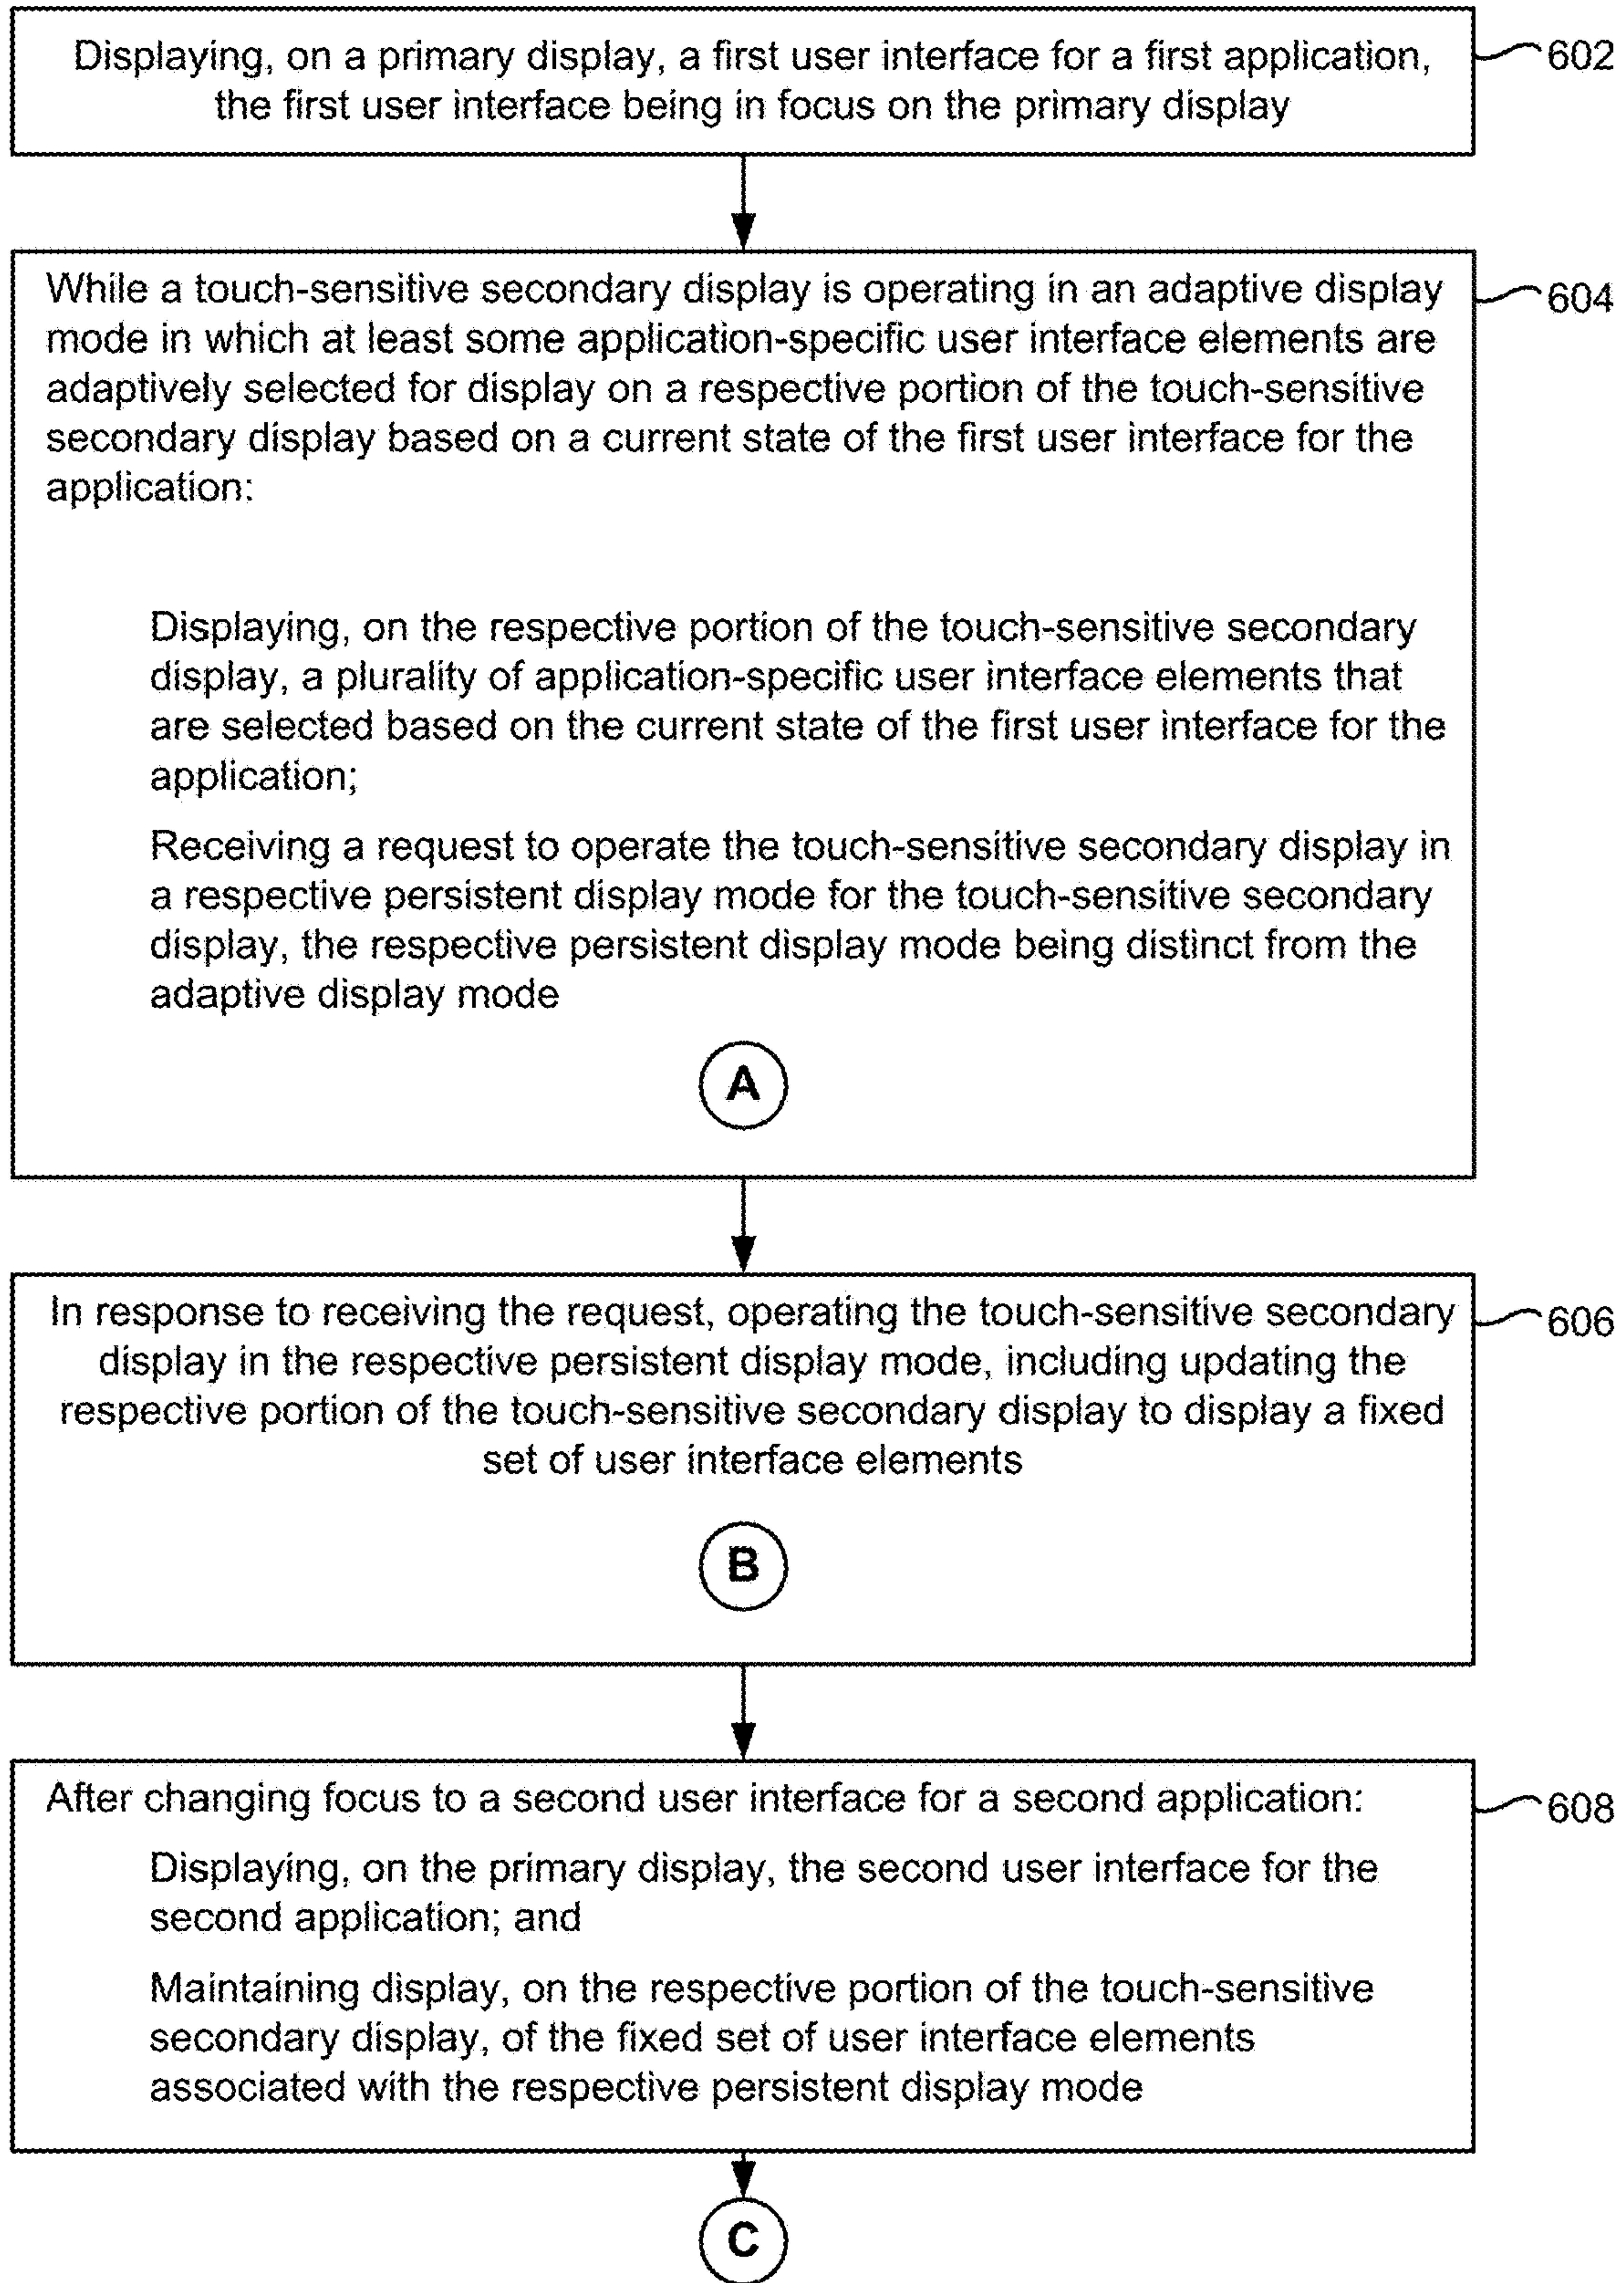 Displaying, on a primary display, a first user interface for a first application,
the first user interface being in focus on the primary display
602
While a touch-sensitive secondary display is operating in an adaptive display
mode in which at least some application-specific user interface elements are
adaptively selected for display on a respective portion of the touch-sensitive
secondary display based on a current state of the first user interface for the
application:
604
Displaying, on the respective portion of the touch-sensitive secondary
display, a plurality of application-specific user interface elements that
are selected based on the current state of the first user interface for the
application;
Receiving a request to operate the touch-sensitive secondary display in
a respective persistent display mode for the touch-sensitive secondary
display, the respective persistent display mode being distinct from the
adaptive display mode
A
In response to receiving the request, operating the touch-sensitive secondary
display in the respective persistent display mode, including updating the
respective portion of the touch-sensitive secondary display to display a fixed
set of user interface elements
606
B
After changing focus to a second user interface for a second application:
608
Displaying, on the primary display, the second user interface for the
second application; and
Maintaining display, on the respective portion of the touch-sensitive
secondary display, of the fixed set of user interface elements
associated with the respective persistent display mode
C